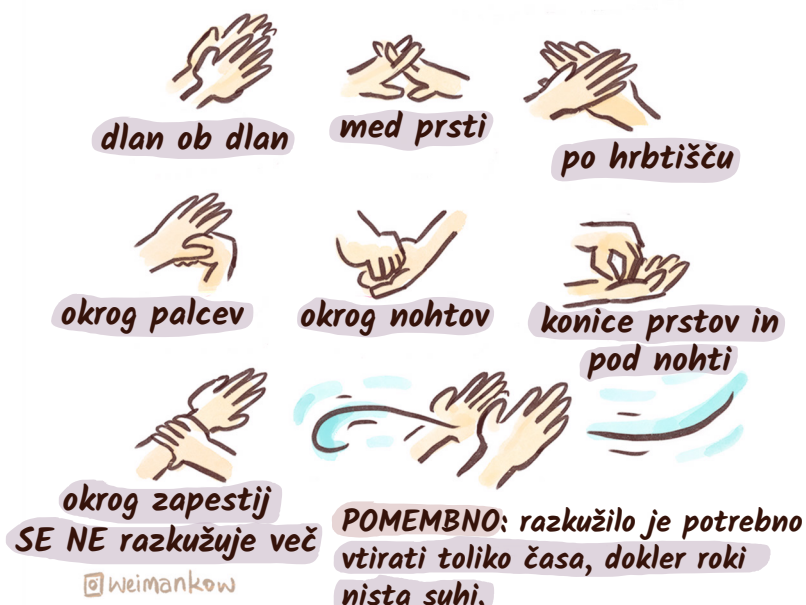 dlan ob dlan
med prsti
po hrbtišču
okrog palcev
okrog nohtov
konice prstov in
pod nohti
okrog zapestij
SE NE razkužuje več
POMEMBNO: razkužilo je potrebno
vtirati toliko časa, dokler roki
nista suhi.
weimankow